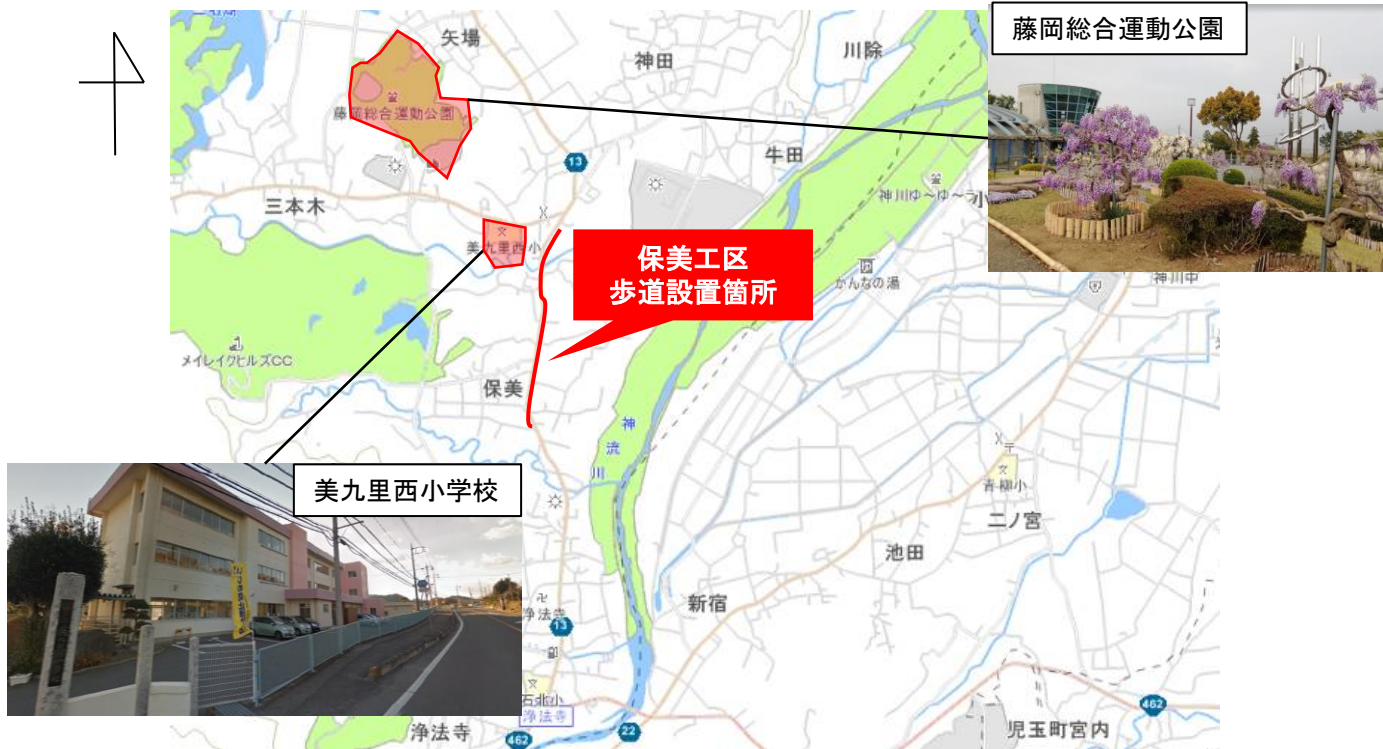 藤岡総合運動公園
矢場
神田
川除
藤岡総合運動公園
13
牛田
神川ゆ~ゆ~ラ
小
三本木
美九里西小
保美工区
歩道設置箇所
かんなの湯
神川中
メイレイクヒルズCC
保美
神
流
川
美九里西小学校
青柳小
二ノ宮
池田
新宿
浄法寺
13
石北小
浄法寺
浄法寺
462
22
462
児玉町宮内